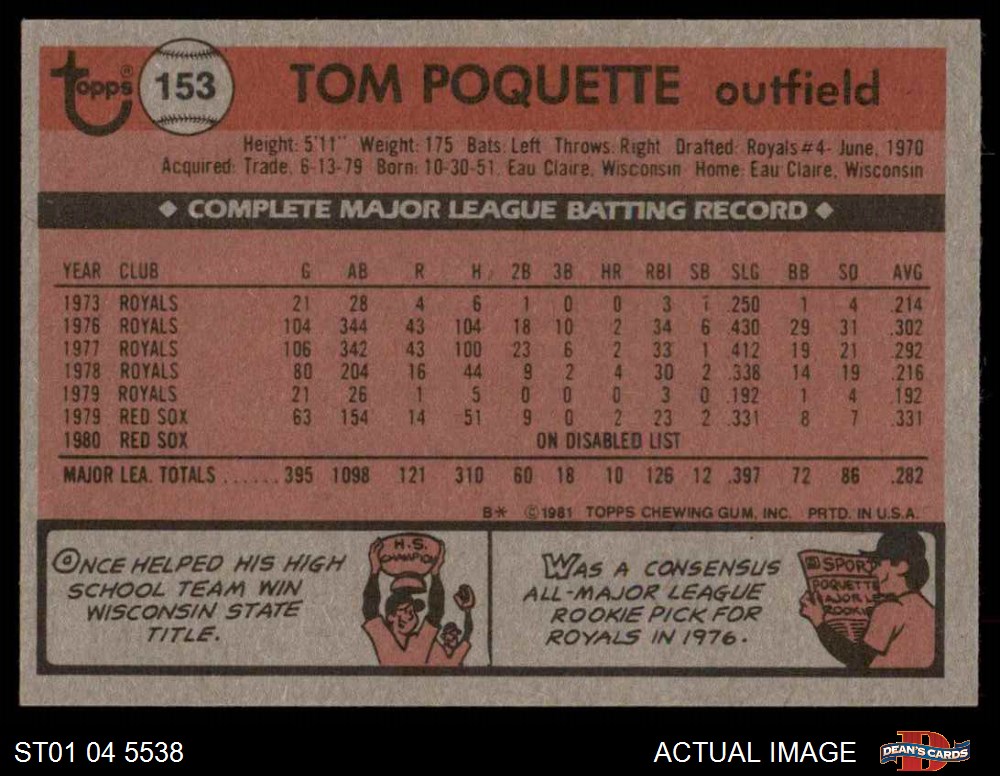 topps® 153 TOM POQUETTE outfield
Height: 5'11" Weight: 175 Bats: Left Throws: Right Drafted: Royals #4- June, 1970
Acquired: Trade, 6-13-79 Born: 10-30-51, Eau Claire, Wisconsin Home: Eau Claire, Wisconsin
◆ COMPLETE MAJOR LEAGUE BATTING RECORD ◆
YEAR CLUB G AB R H 2B 3B HR RBI SB SLG BB SO AVG
1973 ROYALS 21 28 4 6 1 0 0 3 1 .250 1 4 .214
1976 ROYALS 104 344 43 104 18 10 2 34 6 .430 29 31 .302
1977 ROYALS 106 342 43 100 23 6 2 33 1 .412 19 21 .292
1978 ROYALS 80 204 16 44 9 2 4 30 2 .338 14 19 .216
1979 ROYALS 21 26 1 5 0 0 0 3 0 .192 1 4 .192
1979 RED SOX 63 154 14 51 9 0 2 23 2 .331 8 7 .331
1980 RED SOX ON DISABLED LIST
MAJOR LEA. TOTALS ...... 395 1098 121 310 60 18 10 126 12 .397 72 86 .282
B* ©1981 TOPPS CHEWING GUM, INC. PRTD. IN U.S.A.
ONCE HELPED HIS HIGH
SCHOOL TEAM WIN
WISCONSIN STATE
TITLE.
H.S.
CHAMPION
WAS A CONSENSUS
ALL-MAJOR LEAGUE
ROOKIE PICK FOR
ROYALS IN 1976.
SPORT
POQUETTE
MAJOR LE
ROOKIE
ST01 04 5538
ACTUAL IMAGE
D
DEAN'S CARDS